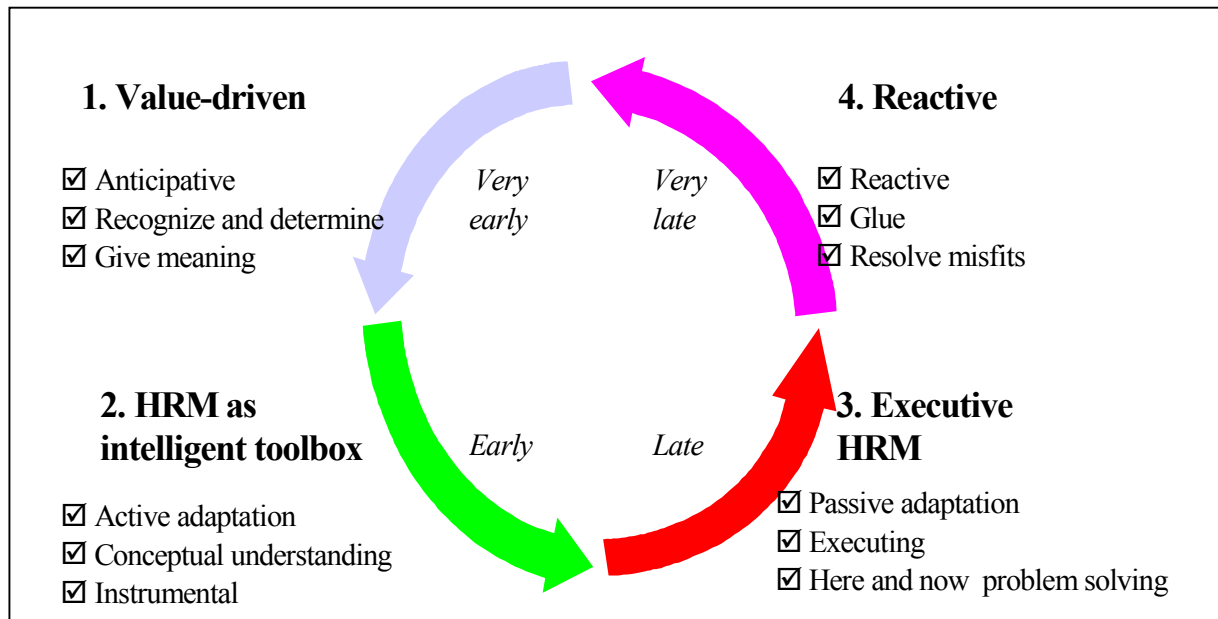 1. Value-driven
☑ Anticipative
☑ Recognize and determine
☑ Give meaning
Very
early
Very
late
4. Reactive
☑ Reactive
☑ Glue
☑ Resolve misfits
2. HRM as
intelligent toolbox
☑ Active adaptation
☑ Conceptual understanding
☑ Instrumental
Early
Late
3. Executive
HRM
☑ Passive adaptation
☑ Executing
☑ Here and now  problem solving